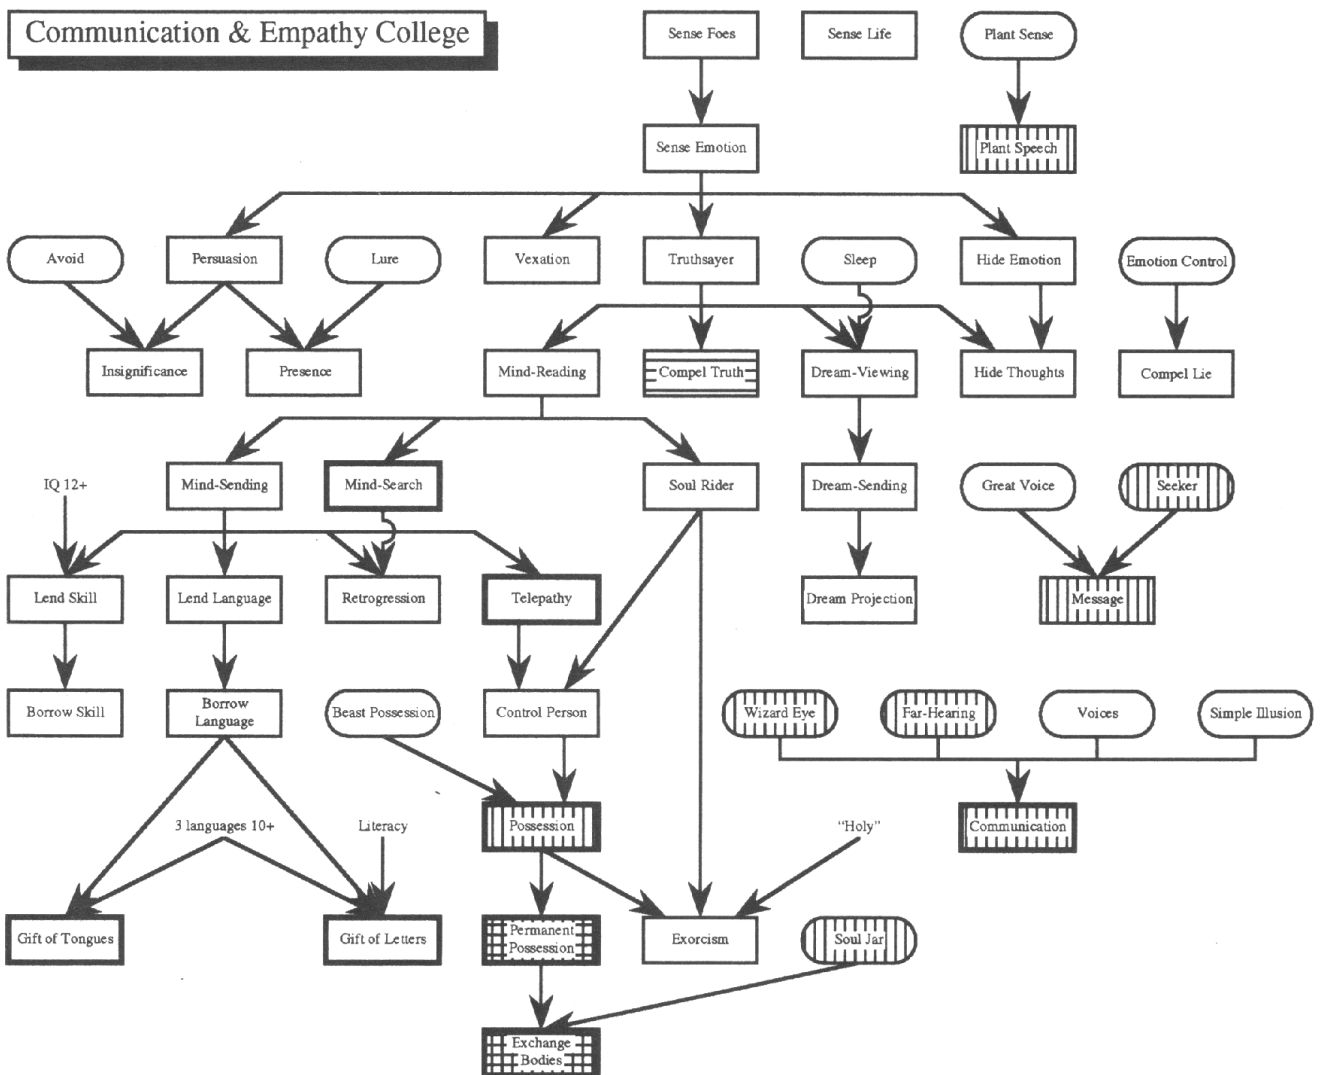 Communication & Empathy College
Sense Foes
Sense Life
Plant Sense
Sense Emotion
Plant Speech
Avoid
Persuasion
Lure
Vexation
Truthsayer
Sleep
Hide Emotion
Emotion Control
Insignificance
Presence
Mind-Reading
Compel Truth
Dream-Viewing
Hide Thoughts
Compel Lie
IQ 12+
Mind-Sending
Mind-Search
Soul Rider
Dream-Sending
Great Voice
Seeker
Lend Skill
Lend Language
Retrogression
Telepathy
Dream Projection
Message
Borrow Skill
Borrow
Language
Beast Possession
Control Person
Wizard Eye
Far-Hearing
Voices
Simple Illusion
3 languages 10+
Literacy
Possession
"Holy"
Communication
Gift of Tongues
Gift of Letters
Permanent
Possession
Exorcism
Soul Jar
Exchange
Bodies